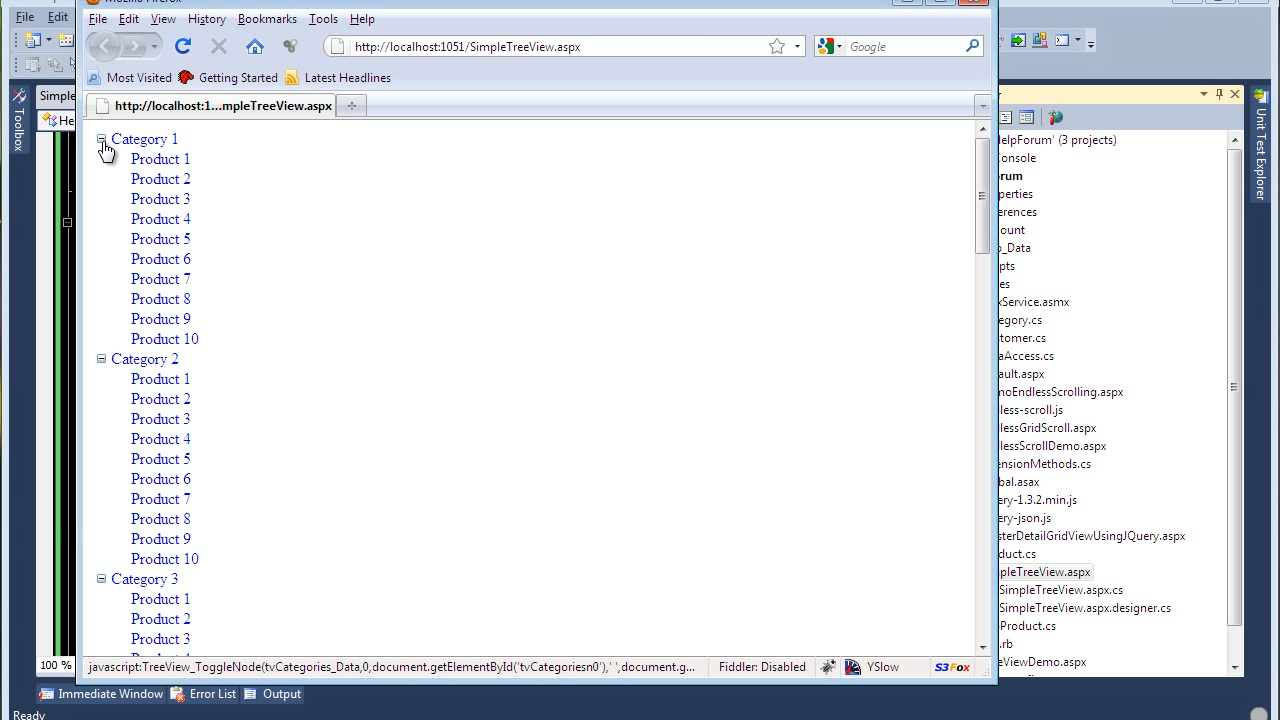 Mozilla Firefox
File Edit
File Edit View History Bookmarks Tools Help
http://localhost:1051/SimpleTreeView.aspx
Google
Most Visited Getting Started Latest Headlines
Simple
http://localhost:1...mpleTreeView.aspx
Toolbox
He
Category 1
Product 1
Product 2
Product 3
Product 4
Product 5
Product 6
Product 7
Product 8
Product 9
Product 10
Category 2
Product 1
Product 2
Product 3
Product 4
Product 5
Product 6
Product 7
Product 8
Product 9
Product 10
Category 3
Product 1
Product 2
Product 3
elpForum' (3 projects)
Console
rum
perties
erences
ount
p_Data
ipts
es
xService.asmx
egory.cs
tomer.cs
aAccess.cs
ault.aspx
moEndlessScrolling.aspx
less-scroll.js
lessGridScroll.aspx
lessScrollDemo.aspx
ensionMethods.cs
bal.asax
ery-1.3.2.min.js
ery-json.js
sterDetailGridViewUsingJQuery.aspx
duct.cs
pleTreeView.aspx
SimpleTreeView.aspx.cs
SimpleTreeView.aspx.designer.cs
Product.cs
.rb
eViewDemo.aspx
Unit Test Explorer
100 %
javascript:TreeView_ToggleNode(tvCategories_Data,0,document.getElementById('tvCategoriesn0'),' ',document.g...
Fiddler: Disabled
YSlow
S3Fox
Immediate Window Error List Output
Ready